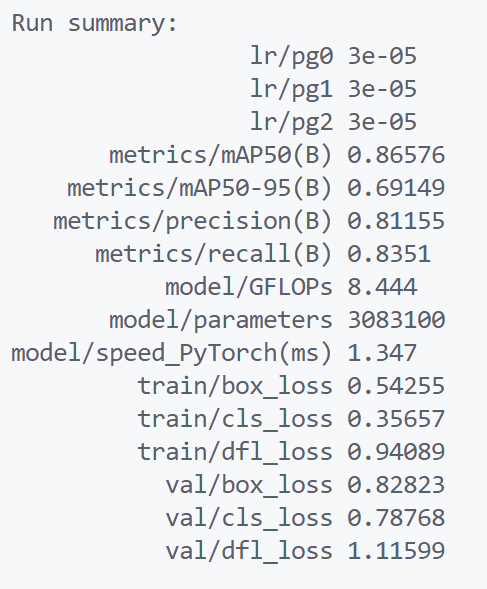 Run summary:
lr/pg0 3e-05
lr/pg1 3e-05
lr/pg2 3e-05
metrics/mAP50(B) 0.86576
metrics/mAP50-95(B) 0.69149
metrics/precision(B) 0.81155
metrics/recall(B) 0.8351
model/GFLOPs 8.444
model/parameters 3083100
model/speed_PyTorch(ms) 1.347
train/box_loss 0.54255
train/cls_loss 0.35657
train/dfl_loss 0.94089
val/box_loss 0.82823
val/cls_loss 0.78768
val/dfl_loss 1.11599